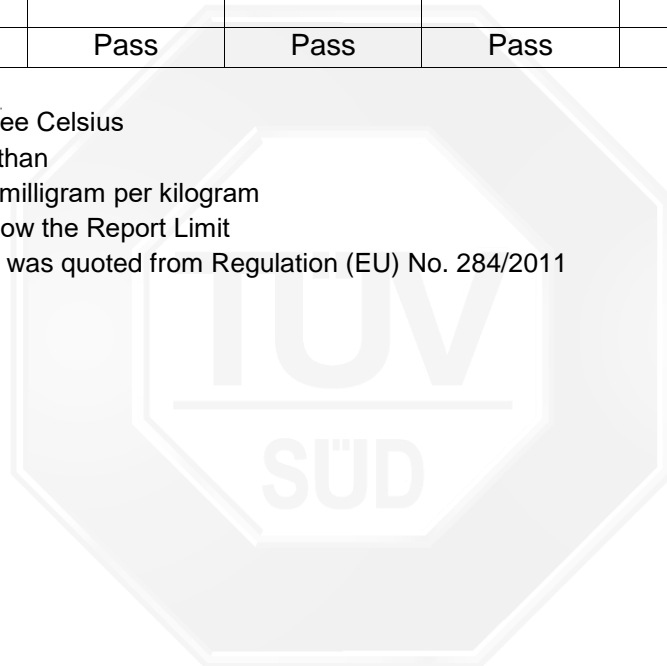 Pass Pass Pass
ee Celsius
than
milligram per kilogram
ow the Report Limit
was quoted from Regulation (EU) No. 284/2011
TÜV
SÜD